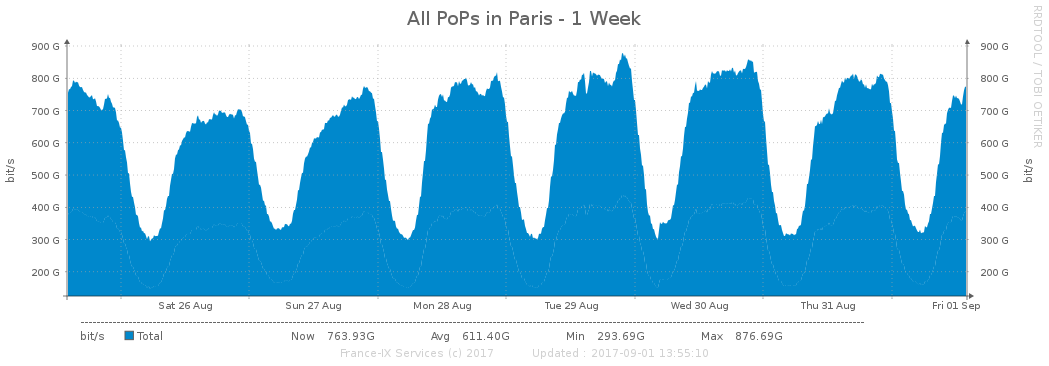 All PoPs in Paris - 1 Week
RRDTOOL / TOBI OETIKER
900 G 900 G
800 G 800 G
700 G 700 G
600 G 600 G
500 G 500 G
400 G 400 G
300 G 300 G
200 G 200 G
bit/s bit/s
Sat 26 Aug Sun 27 Aug Mon 28 Aug Tue 29 Aug Wed 30 Aug Thu 31 Aug Fri 01 Sep
bit/s Total Now 763.93G Avg 611.40G Min 293.69G Max 876.69G
France-IX Services (c) 2017 Updated : 2017-09-01 13:55:10